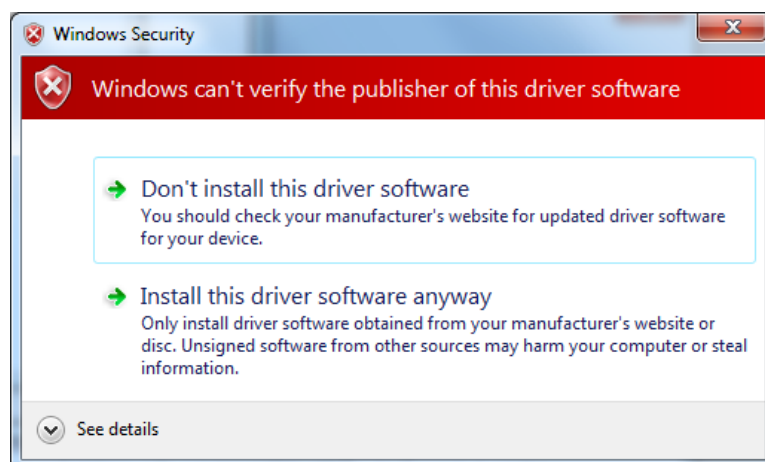 Windows Security
Windows can't verify the publisher of this driver software
Don't install this driver software
You should check your manufacturer's website for updated driver software
for your device.
Install this driver software anyway
Only install driver software obtained from your manufacturer's website or
disc. Unsigned software from other sources may harm your computer or steal
information.
See details